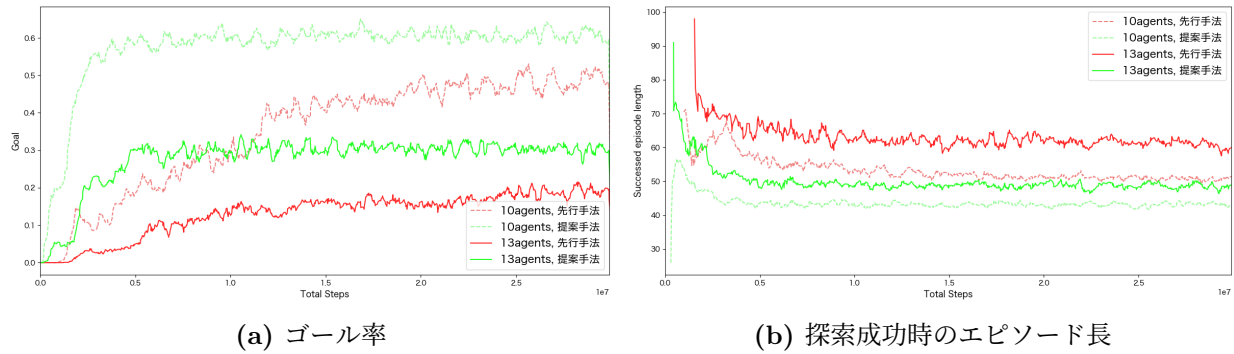 0.6
0.5
0.4
0.3
0.2
0.1
0.0
Goal
0.0
0.5
1.0
1.5
2.0
2.5
1e7
Total Steps
10agents, 先行手法
10agents, 提案手法
13agents, 先行手法
13agents, 提案手法
(a) ゴール率
100
90
80
70
60
50
40
30
Successed episode length
0.0
0.5
1.0
1.5
2.0
2.5
1e7
Total Steps
10agents, 先行手法
10agents, 提案手法
13agents, 先行手法
13agents, 提案手法
(b) 探索成功時のエピソード長